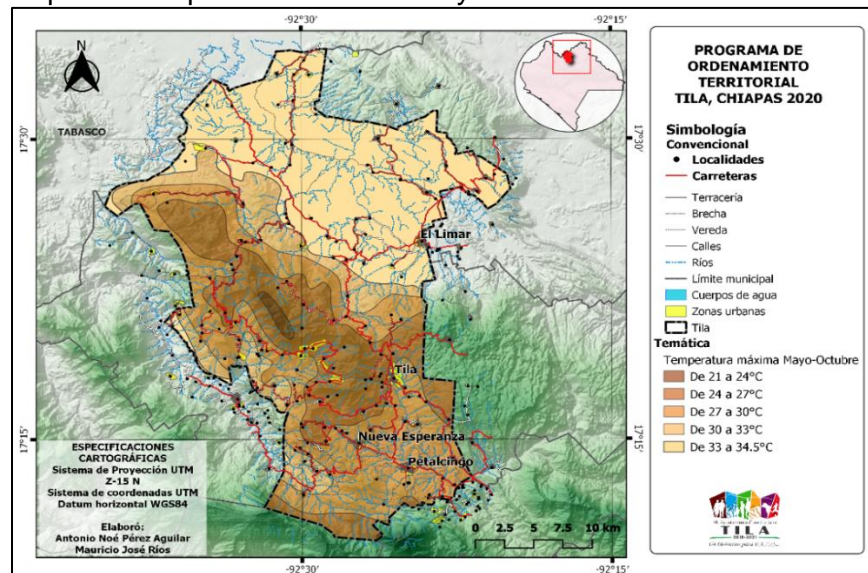 -92°30'
-92°15'
N
TABASCO
17°30'
17°30'
El Limar
Tila
Nueva Esperanza
Petalcingo
17°15'
17°15'
ESPECIFICACIONES
CARTOGRÁFICAS
Sistema de Proyección UTM
Z-15 N
Sistema de coordenadas UTM
Datum horizontal WGS84
Elaboró:
Antonio Noé Pérez Aguilar
Mauricio José Ríos
0 2.5 5 7.5 10 km
-92°30'
-92°15'
PROGRAMA DE
ORDENAMIENTO
TERRITORIAL
TILA, CHIAPAS 2020
Simbología
Convencional
Localidades
Carreteras
Terracería
Brecha
Vereda
Calles
Ríos
Límite municipal
Cuerpos de agua
Zonas urbanas
Tila
Temática
Temperatura máxima Mayo-Octubre
De 21 a 24°C
De 24 a 27°C
De 27 a 30°C
De 30 a 33°C
De 33 a 34.5°C
TILA